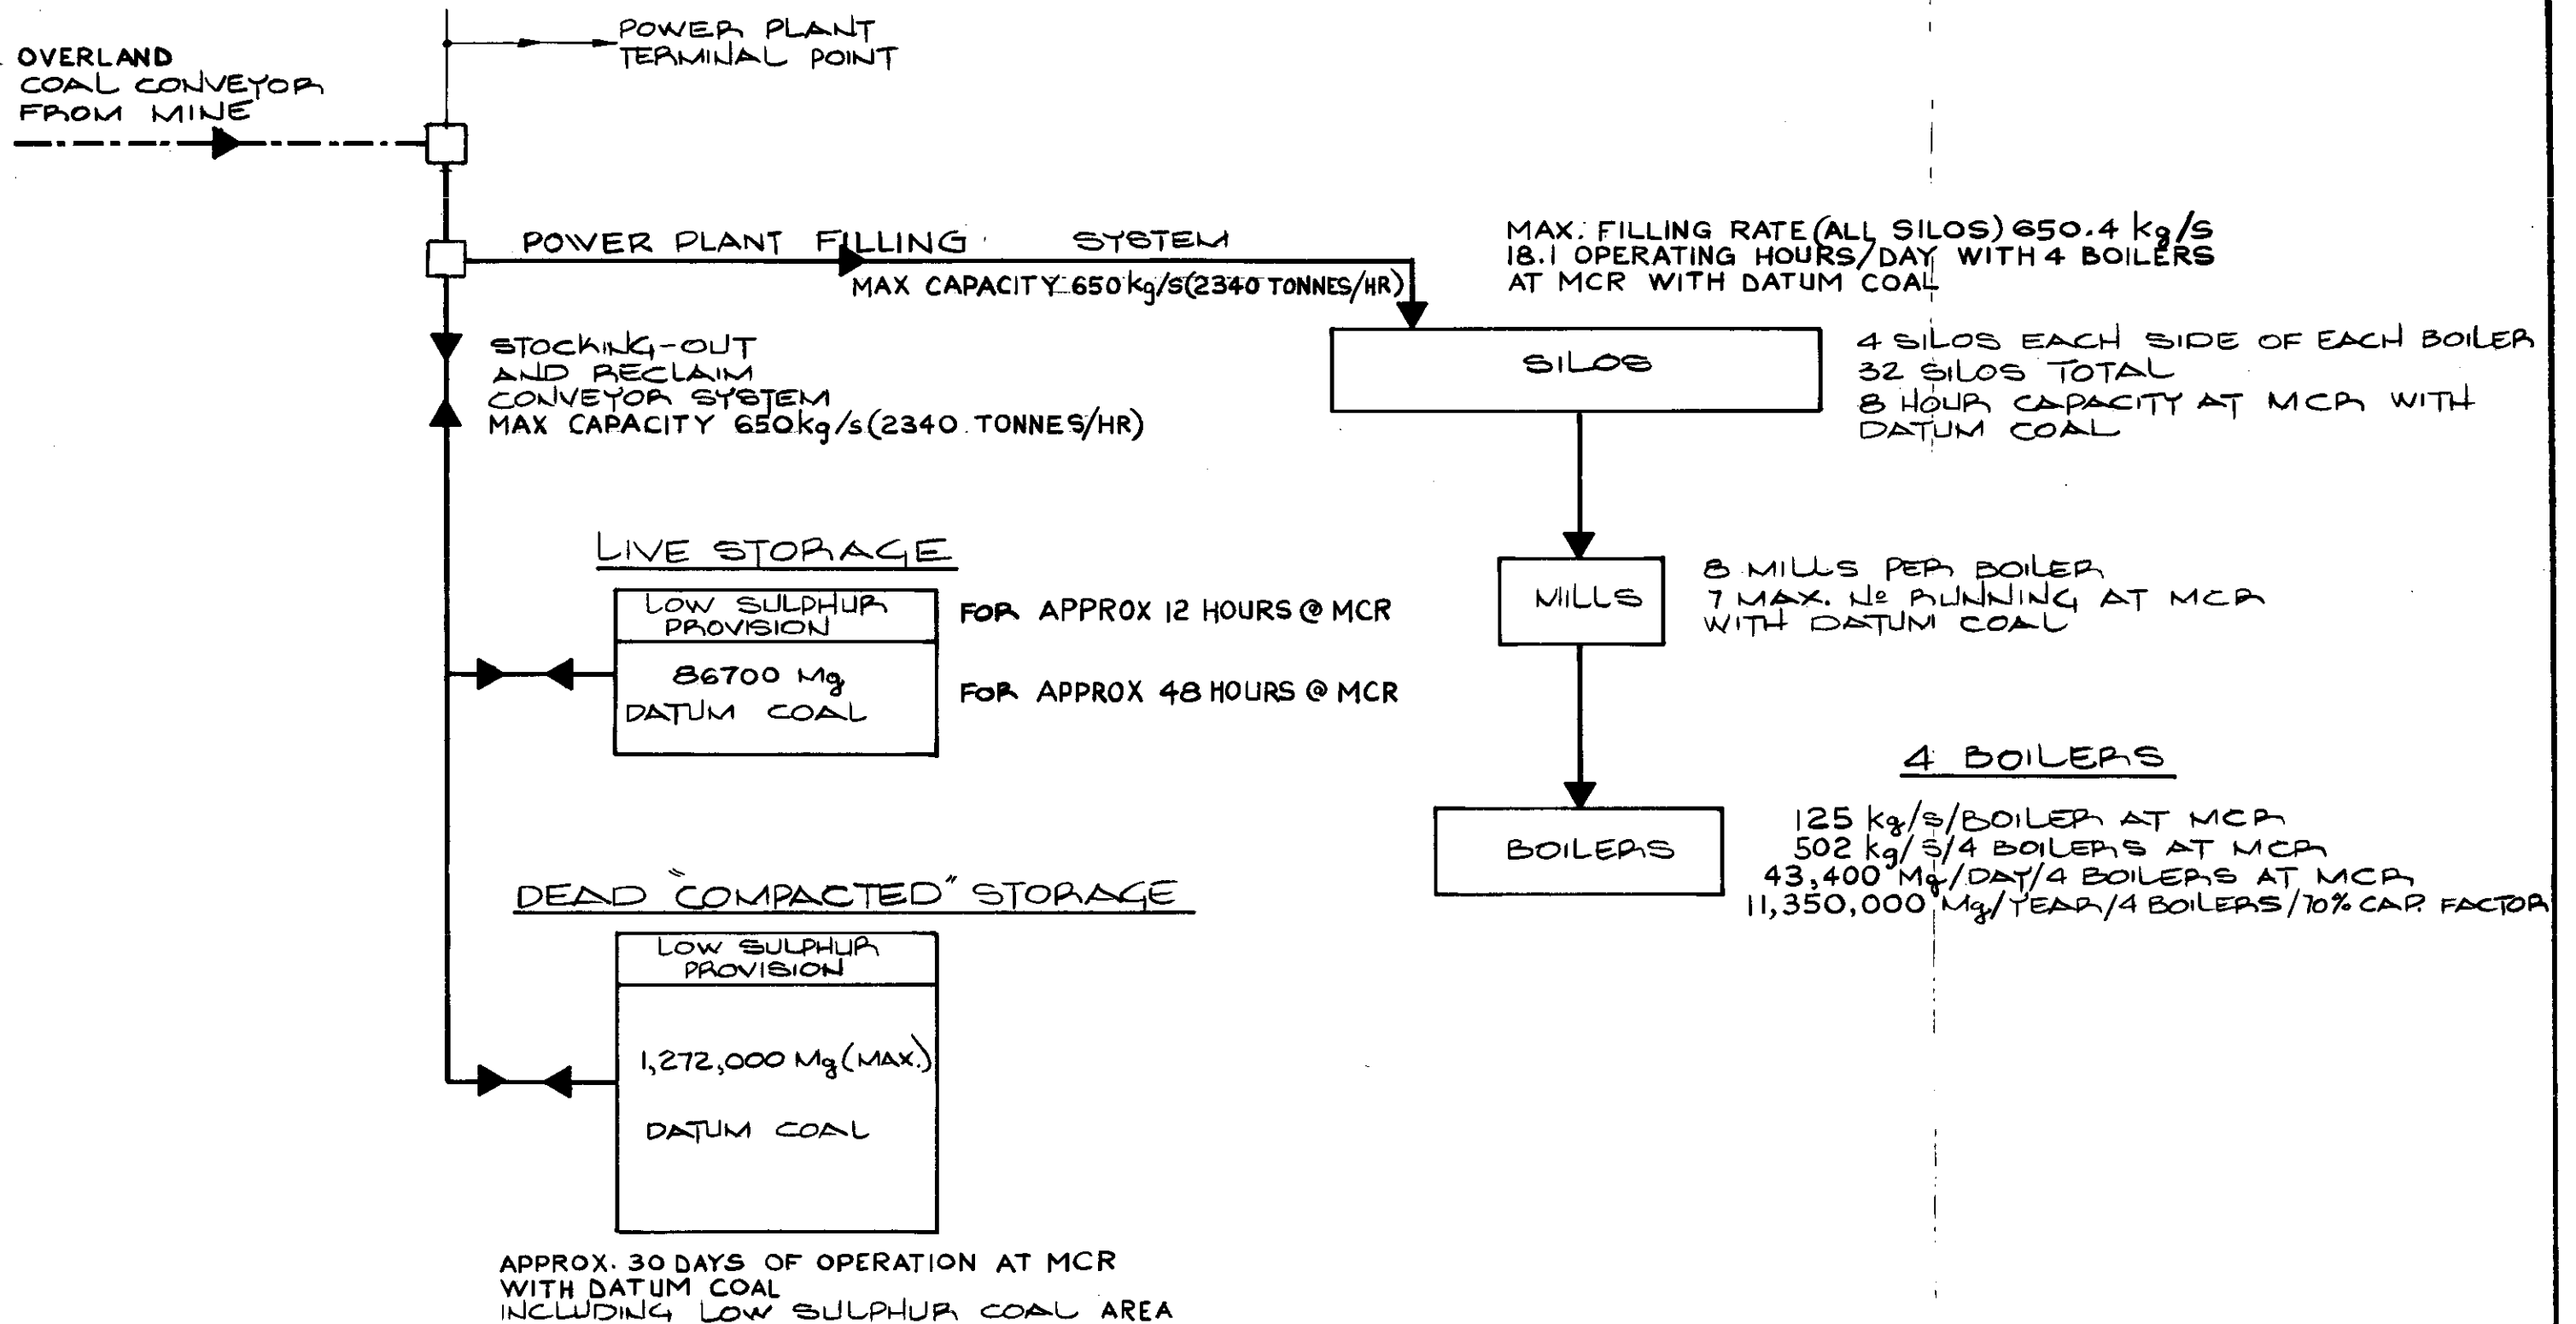 POWER PLANT
TERMINAL POINT
OVERLAND
COAL CONVEYOR
FROM MINE
POWER PLANT FILLING SYSTEM
MAX CAPACITY 650 kg/s (2340 TONNES/HR)
MAX. FILLING RATE (ALL SILOS) 650.4 kg/s
18.1 OPERATING HOURS/DAY WITH 4 BOILERS
AT MCR WITH DATUM COAL
STOCKING-OUT
AND RECLAIM
CONVEYOR SYSTEM
MAX CAPACITY 650kg/s (2340 TONNES/HR)
SILOS
4 SILOS EACH SIDE OF EACH BOILER
32 SILOS TOTAL
8 HOUR CAPACITY AT MCR WITH
DATUM COAL
LIVE STORAGE
LOW SULPHUR
PROVISION
FOR APPROX 12 HOURS @ MCR
86700 Mg
DATUM COAL
FOR APPROX 48 HOURS @ MCR
MILLS
8 MILLS PER BOILER
7 MAX. No RUNNING AT MCR
WITH DATUM COAL
4 BOILERS
BOILERS
125 kg/s/BOILER AT MCR
502 kg/s/4 BOILERS AT MCR
43,400 Mg/DAY/4 BOILERS AT MCR
11,350,000 Mg/YEAR/4 BOILERS/70% CAP. FACTOR
DEAD "COMPACTED" STORAGE
LOW SULPHUR
PROVISION
1,272,000 Mg (MAX.)
DATUM COAL
APPROX. 30 DAYS OF OPERATION AT MCR
WITH DATUM COAL
INCLUDING LOW SULPHUR COAL AREA